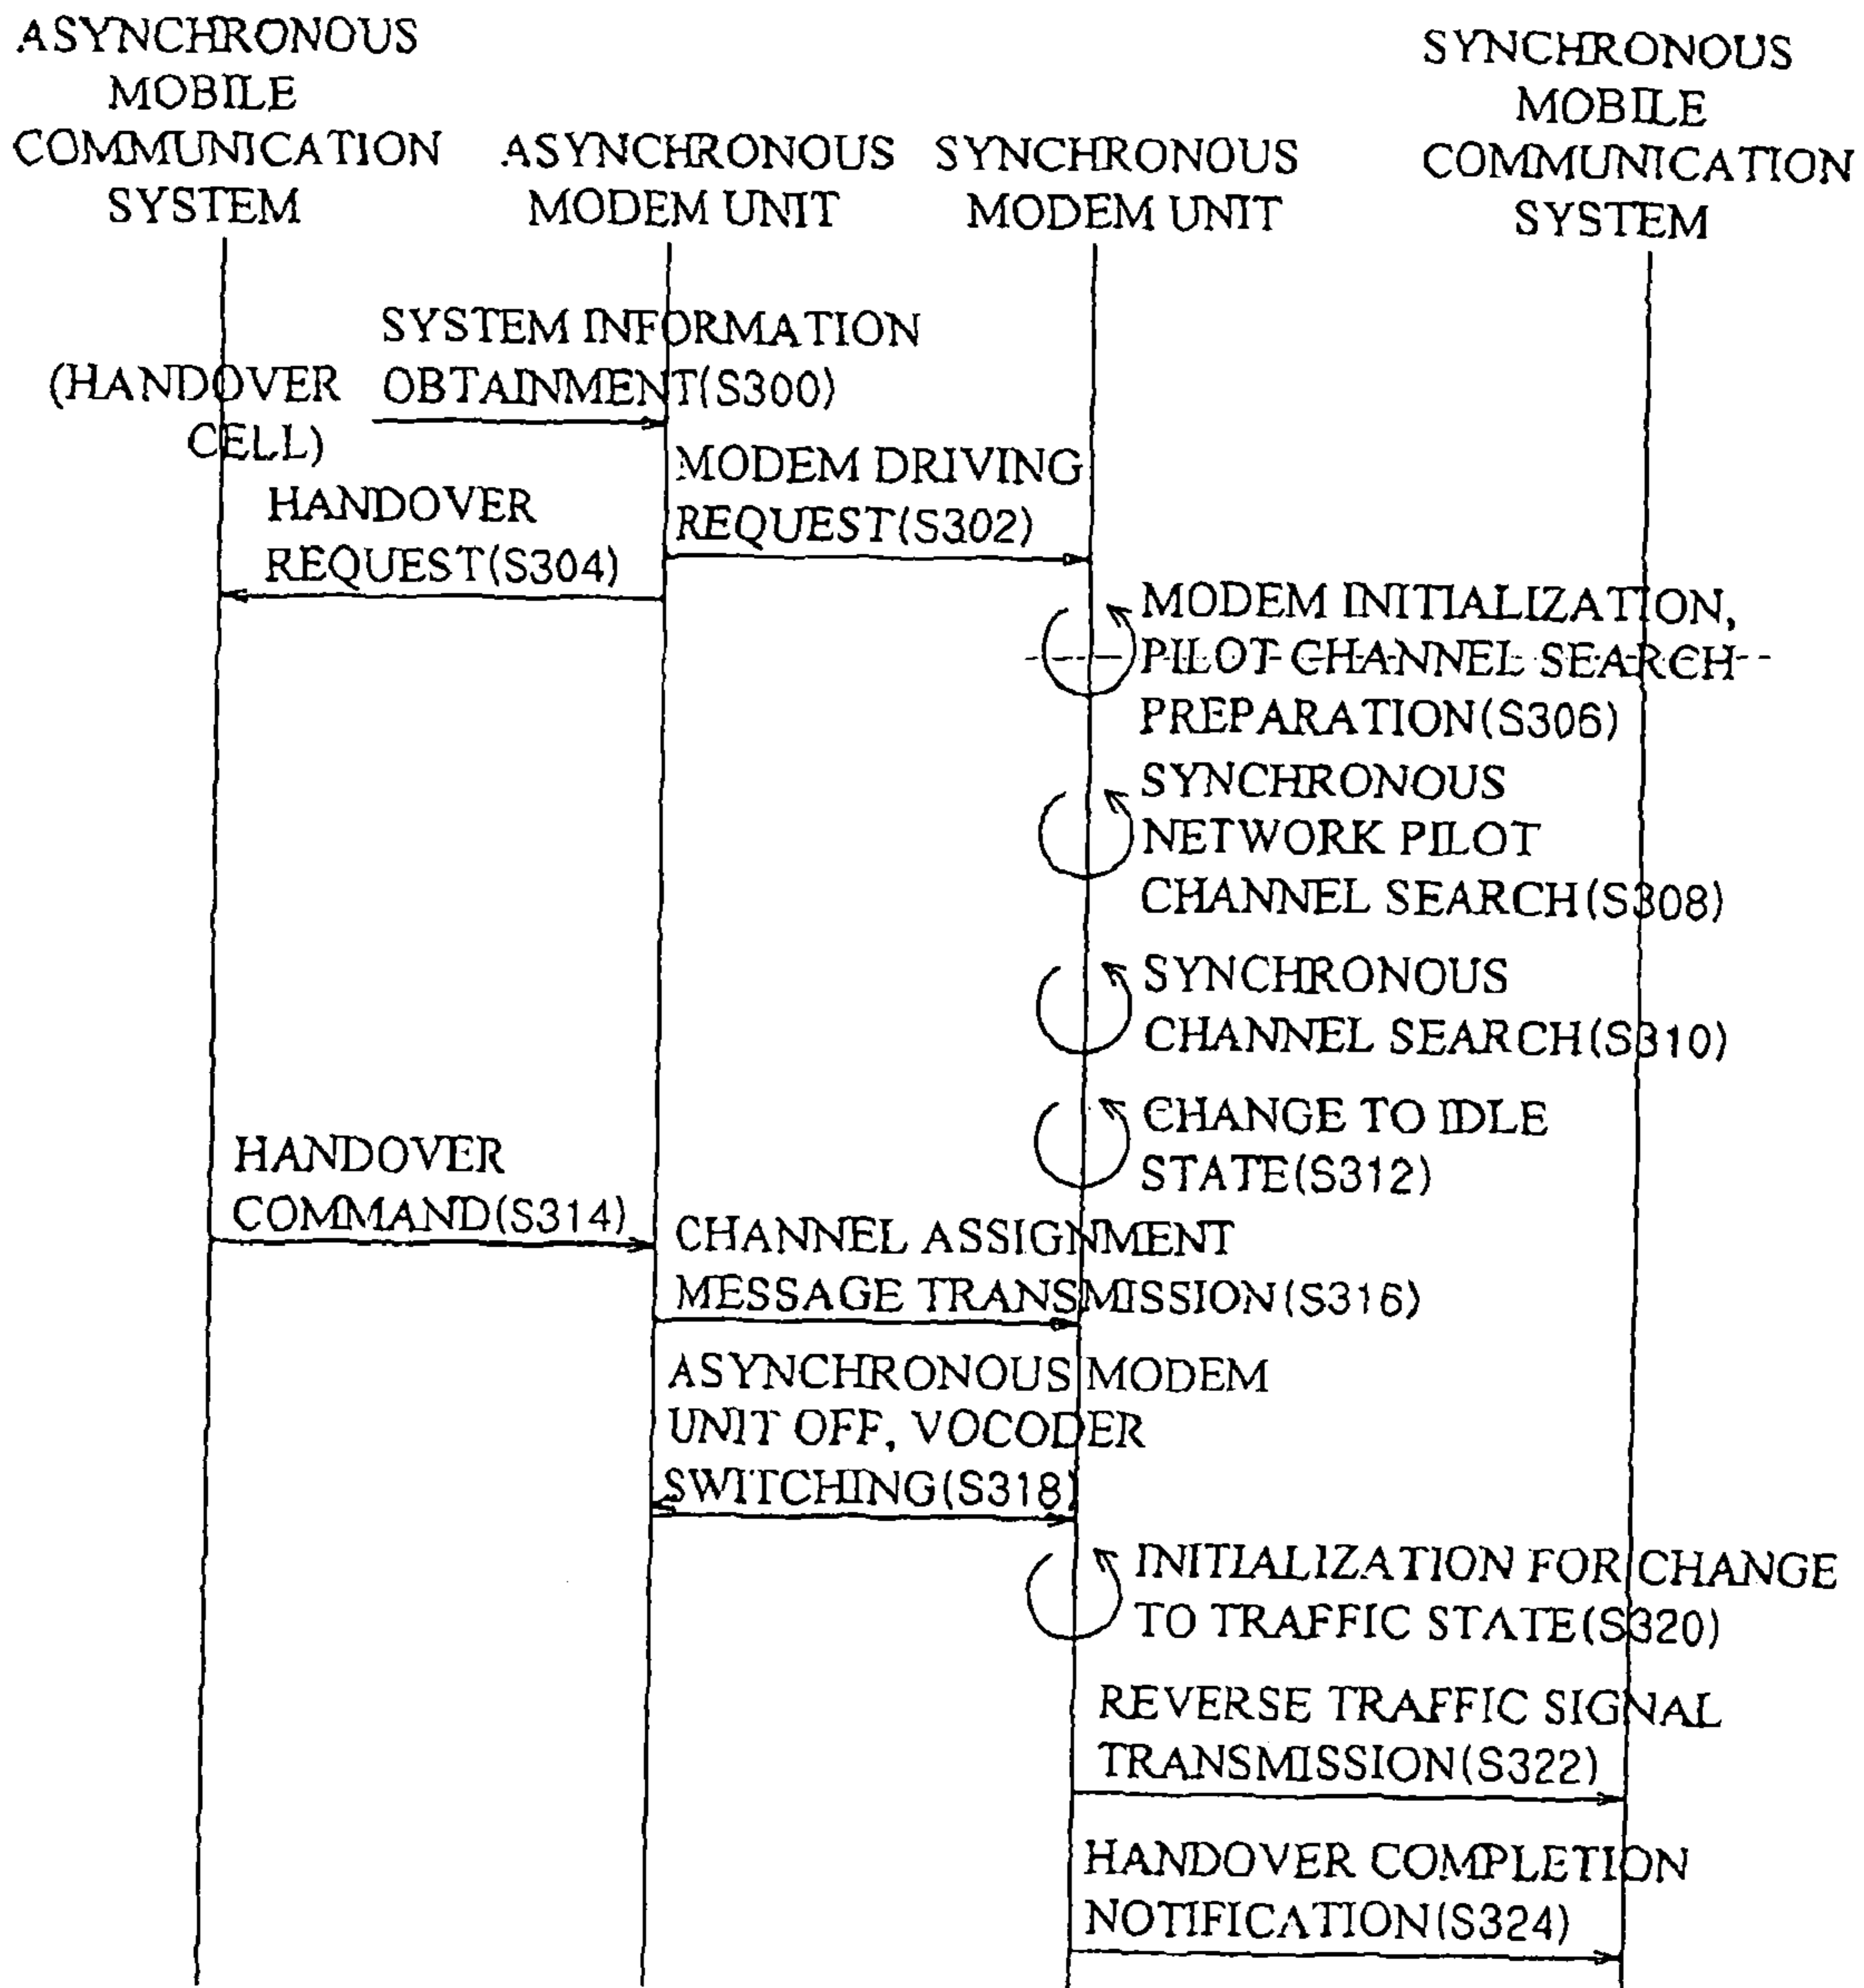 ASYNCHRONOUS
MOBILE
COMMUNICATION
SYSTEM
ASYNCHRONOUS
MODEM UNIT
SYNCHRONOUS
MODEM UNIT
SYNCHRONOUS
MOBILE
COMMUNICATION
SYSTEM
SYSTEM INFORMATION
OBTAINMENT(S300)
(HANDOVER
CELL)
MODEM DRIVING
REQUEST(S302)
HANDOVER
REQUEST(S304)
MODEM INITIALIZATION,
PILOT CHANNEL SEARCH
PREPARATION(S306)
SYNCHRONOUS
NETWORK PILOT
CHANNEL SEARCH(S308)
SYNCHRONOUS
CHANNEL SEARCH(S310)
CHANGE TO IDLE
STATE(S312)
HANDOVER
COMMAND(S314)
CHANNEL ASSIGNMENT
MESSAGE TRANSMISSION(S316)
ASYNCHRONOUS MODEM
UNIT OFF, VOCODER
SWITCHING(S318)
INITIALIZATION FOR CHANGE
TO TRAFFIC STATE(S320)
REVERSE TRAFFIC SIGNAL
TRANSMISSION(S322)
HANDOVER COMPLETION
NOTIFICATION(S324)